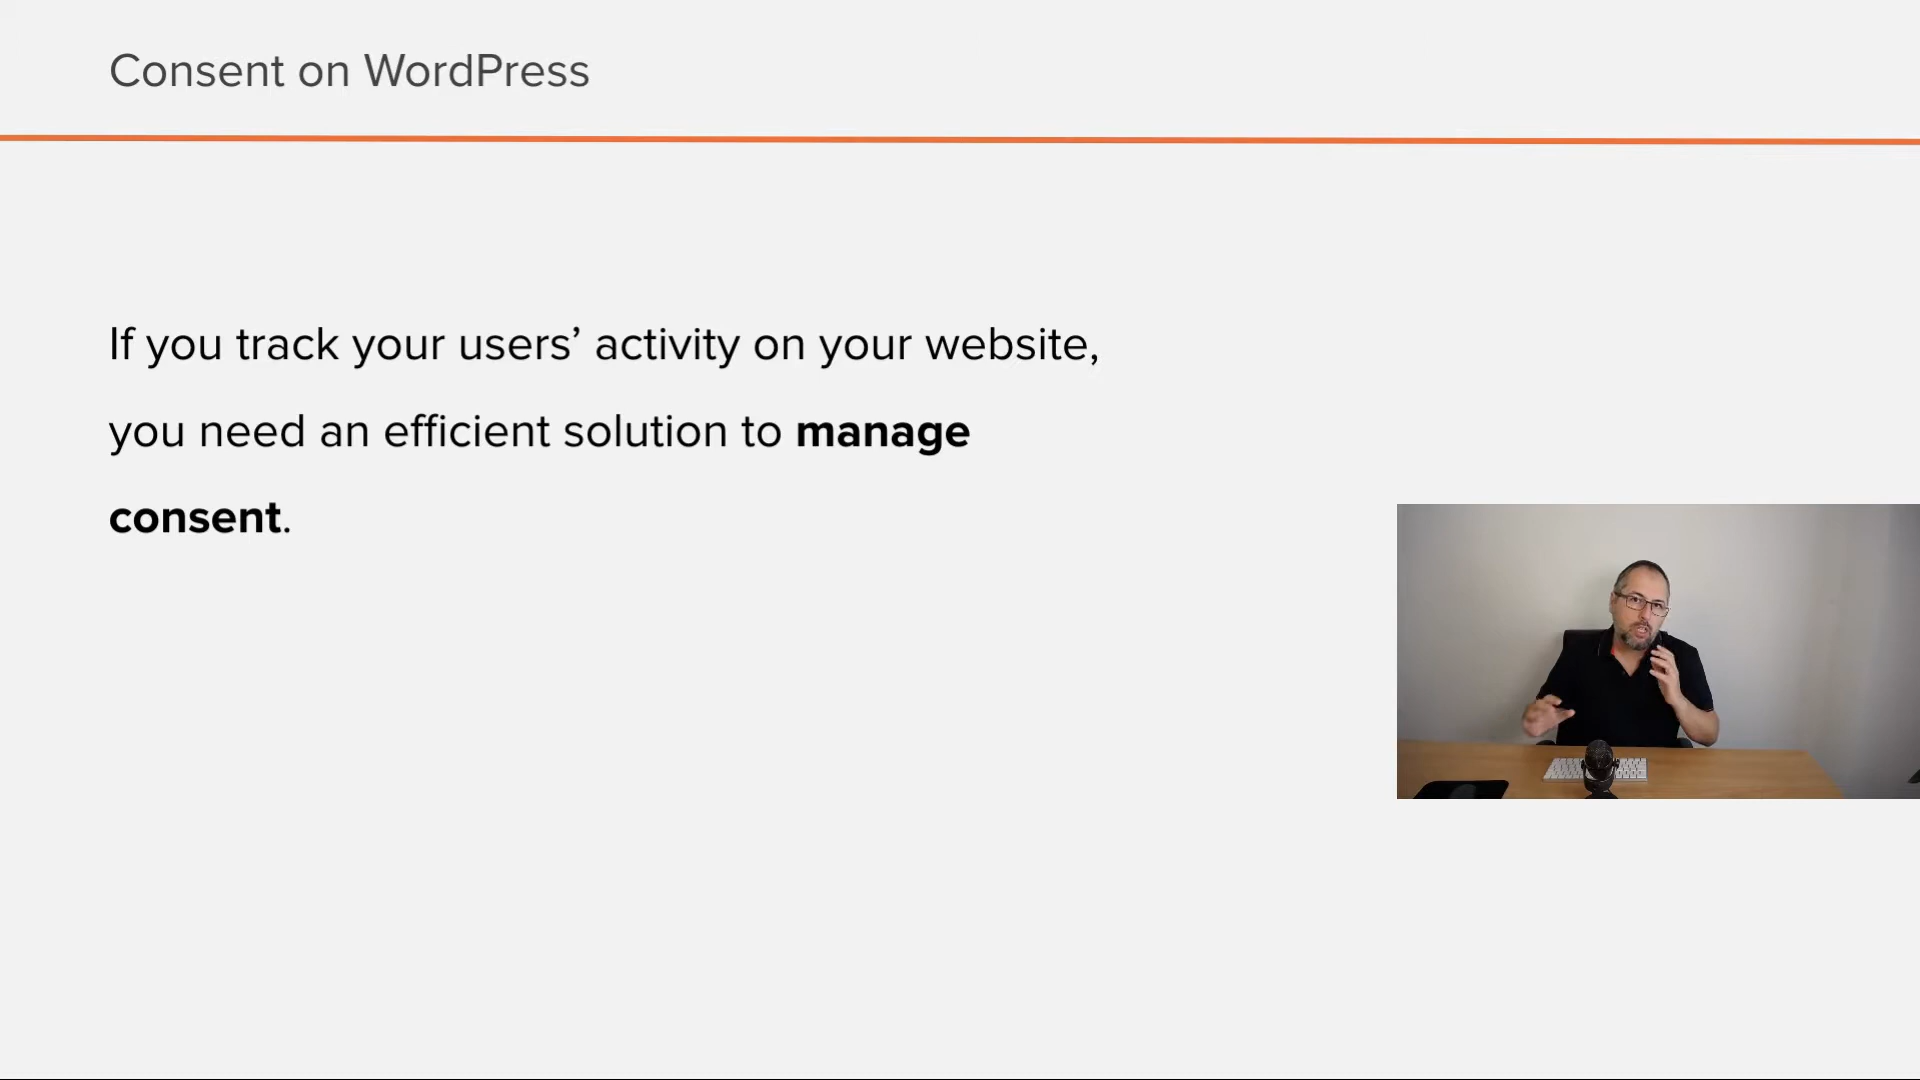 Consent on WordPress
If you track your users’ activity on your website,
you need an efficient solution to manage
consent.